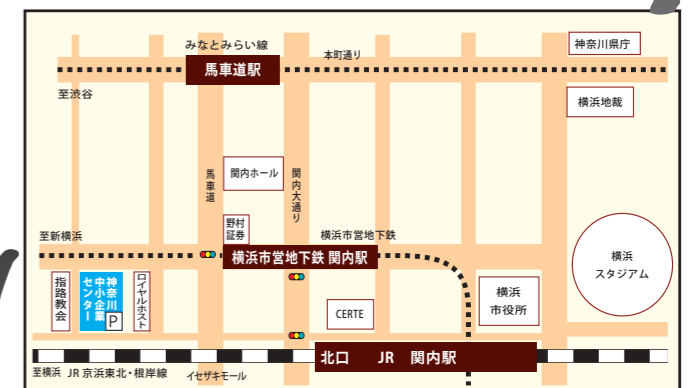 みなとみらい線
本町通り
神奈川県庁
馬車道駅
至渋谷
横浜地裁
馬車道
関内ホール
関内大通り
野村
証券
至新横浜
横浜市営地下鉄
横浜市営地下鉄 関内駅
横浜
スタジアム
指路教会
神奈川
中小企業
センター
P
ロイヤルホスト
CERTE
横浜
市役所
北口 JR 関内駅
至横浜 JR 京浜東北・根岸線
イセザキモール